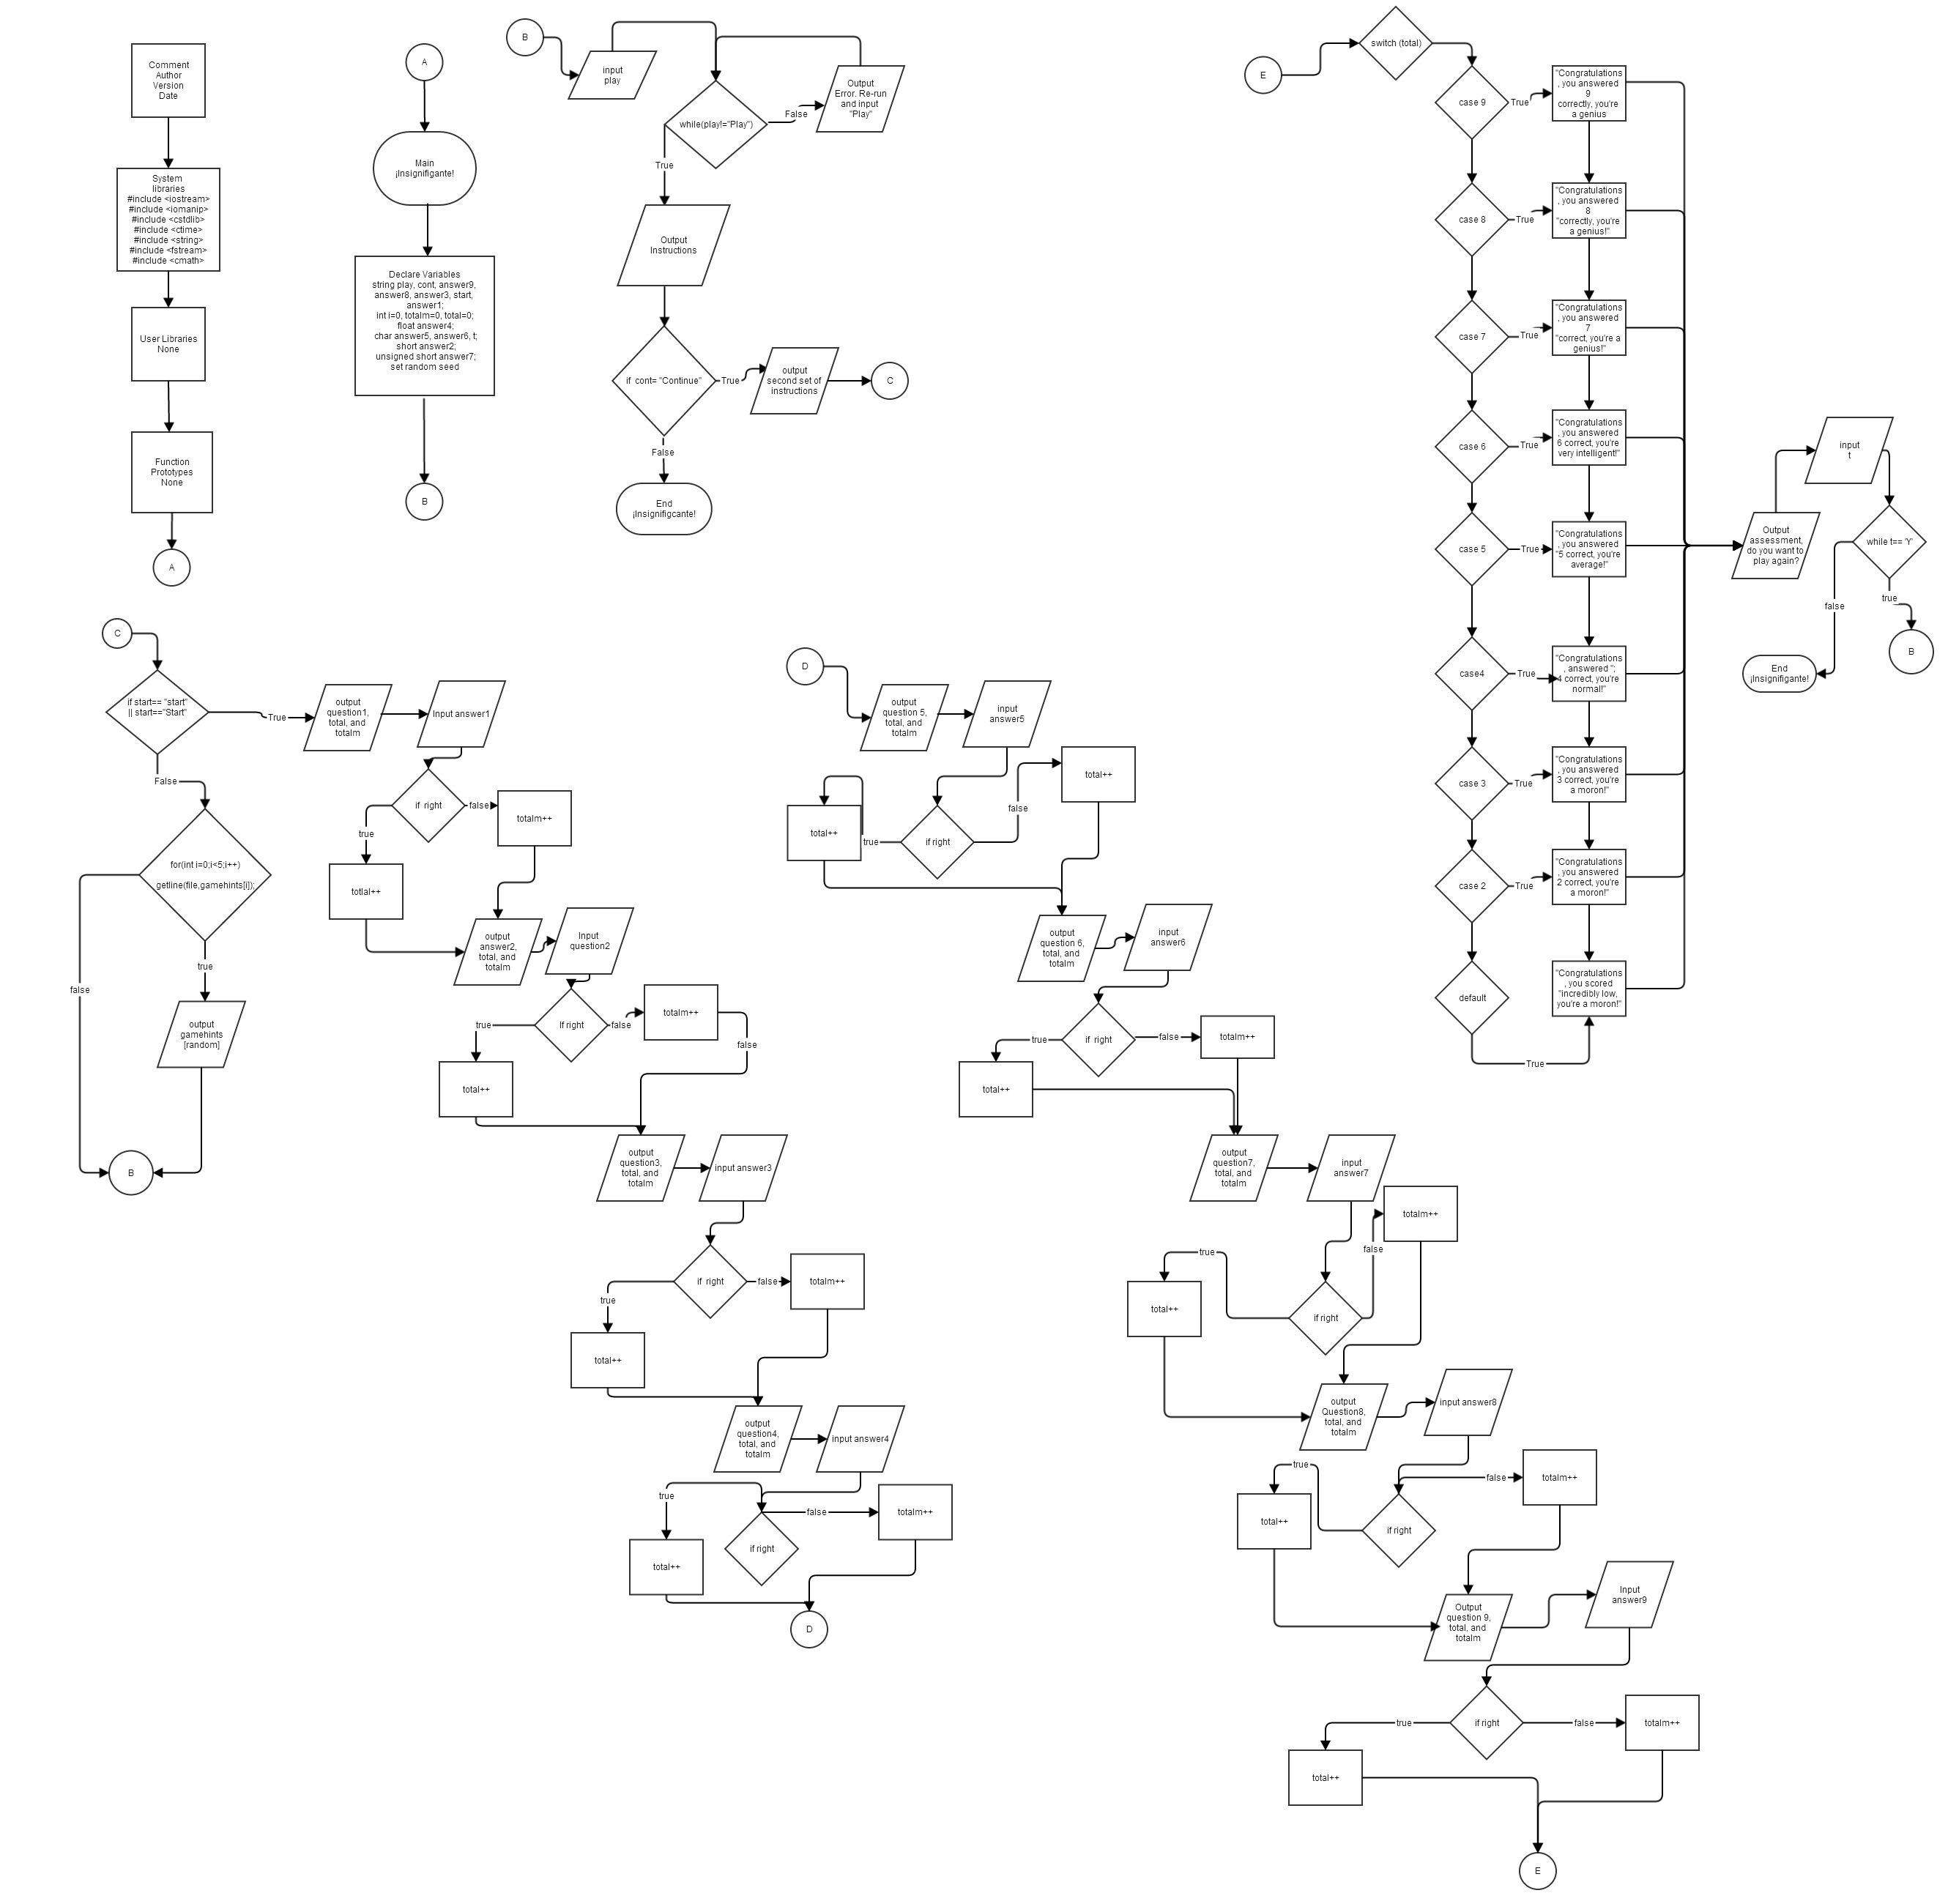 Comment
Author
Version
Date
System
libraries
#include <iostream>
#include <iomanip>
#include <cstdlib>
#include <ctime>
#include <string>
#include <fstream>
#include <cmath>
User Libraries
None
Function
Prototypes
None
A
A
Main
¡Insignifigante!
Declare Variables
string play, cont, answer9,
answer8, answer3, start,
answer1;
int i=0, totalm=0, total=0;
float answer4;
char answer5, answer6, t;
short answer2;
unsigned short answer7;
set random seed
B
B
input
play
while(play!="Play")
False
Output
Error. Re-run
and input
"Play"
True
Output
Instructions
if cont= "Continue"
True
output
second set of
instructions
C
False
End
¡Insignifigcante!
C
if start== "start"
|| start=="Start"
True
False
for(int i=0;i<5;i++)
getline(file,gamehints[i]);
false
true
output
gamehints
[random]
B
output
question1,
total, and
totalm
Input answer1
if right
false
totalm++
true
totlal++
output
answer2,
total, and
totalm
Input
question2
If right
false
totalm++
false
true
total++
output
question3,
total, and
totalm
input answer3
if right
false
totalm++
true
total++
output
question4,
total, and
totalm
input answer4
true
false
totalm++
if right
total++
D
D
output
question 5,
total, and
totalm
input
answer5
total++
false
total++
true
if right
output
question 6,
total, and
totalm
input
answer6
if right
true
false
totalm++
total++
output
question7,
total, and
totalm
input
answer7
totalm++
false
true
total++
if right
output
Question8,
total, and
totalm
input answer8
true
false
totalm++
total++
if right
Output
question 9,
total, and
totalm
Input
answer9
if right
true
false
totalm++
total++
E
E
switch (total)
case 9
True
"Congratulations
, you answered
9
correctly, you're
a genius
case 8
True
"Congratulations
, you answered
8
"correctly, you're
a genius!"
case 7
True
"Congratulations
, you answered
7
"correct, you're a
genius!"
case 6
True
"Congratulations
, you answered
6 correct, you're
very intelligent!"
case 5
True
"Congratulations
, you answered
"5 correct, you're
average!"
case4
True
"Congratulations
, answered ";
4 correct, you're
normal!"
case 3
True
"Congratulations
, you answered
3 correct, you're
a moron!"
case 2
True
"Congratulations
, you answered
2 correct, you're
a moron!"
default
True
"Congratulations
, you scored
"incredibly low,
you're a moron!"
Output
assessment,
do you want to
play again?
input
t
while t== 'Y'
false
true
End
¡Insignifigante!
B